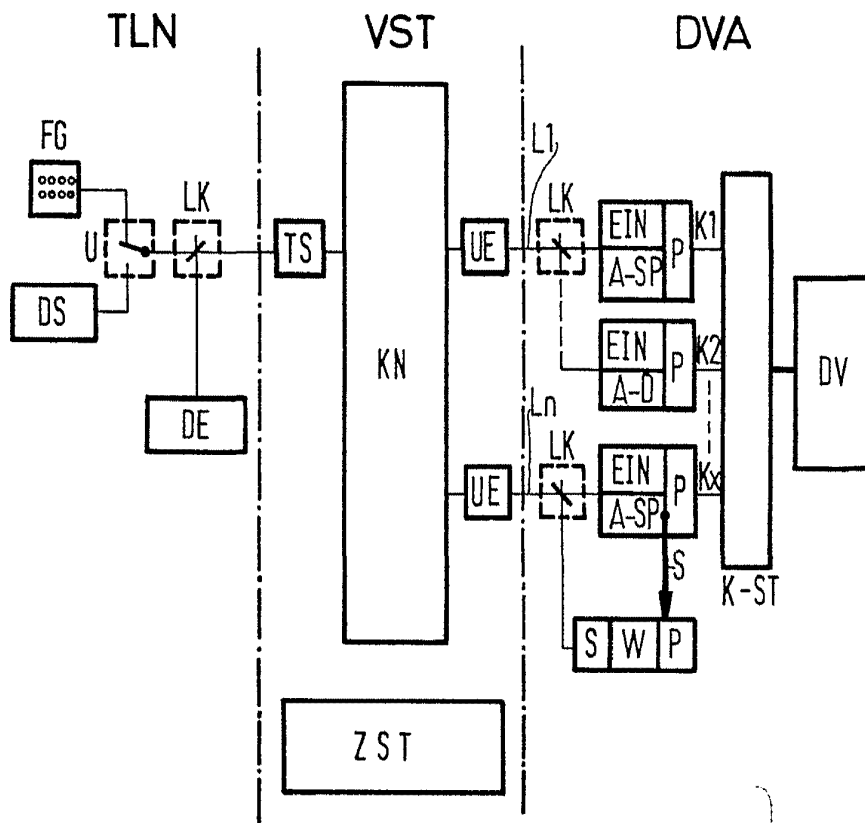 TLN VST DVA
FG
LK
U
DS
DE
TS
KN
UE
UE
ZST
L1
LK
EIN
A-SP
P
K1
EIN
A-D
P
K2
Ln
LK
EIN
A-SP
P
Kx
S
S W P
K-ST
DV